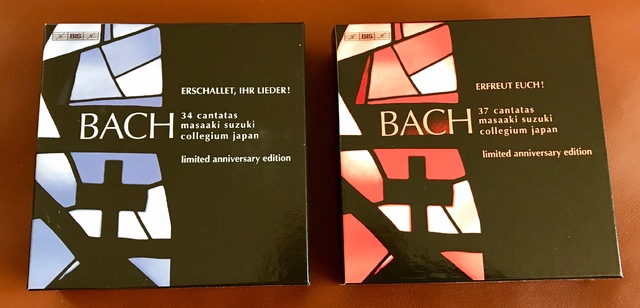 BIS
ERSCHALLET, IHR LIEDER!
BACH
34 cantatas
masaaki suzuki
collegium japan
limited anniversary edition
BIS
ERFREUT EUCH!
BACH
37 cantatas
masaaki suzuki
collegium japan
limited anniversary edition